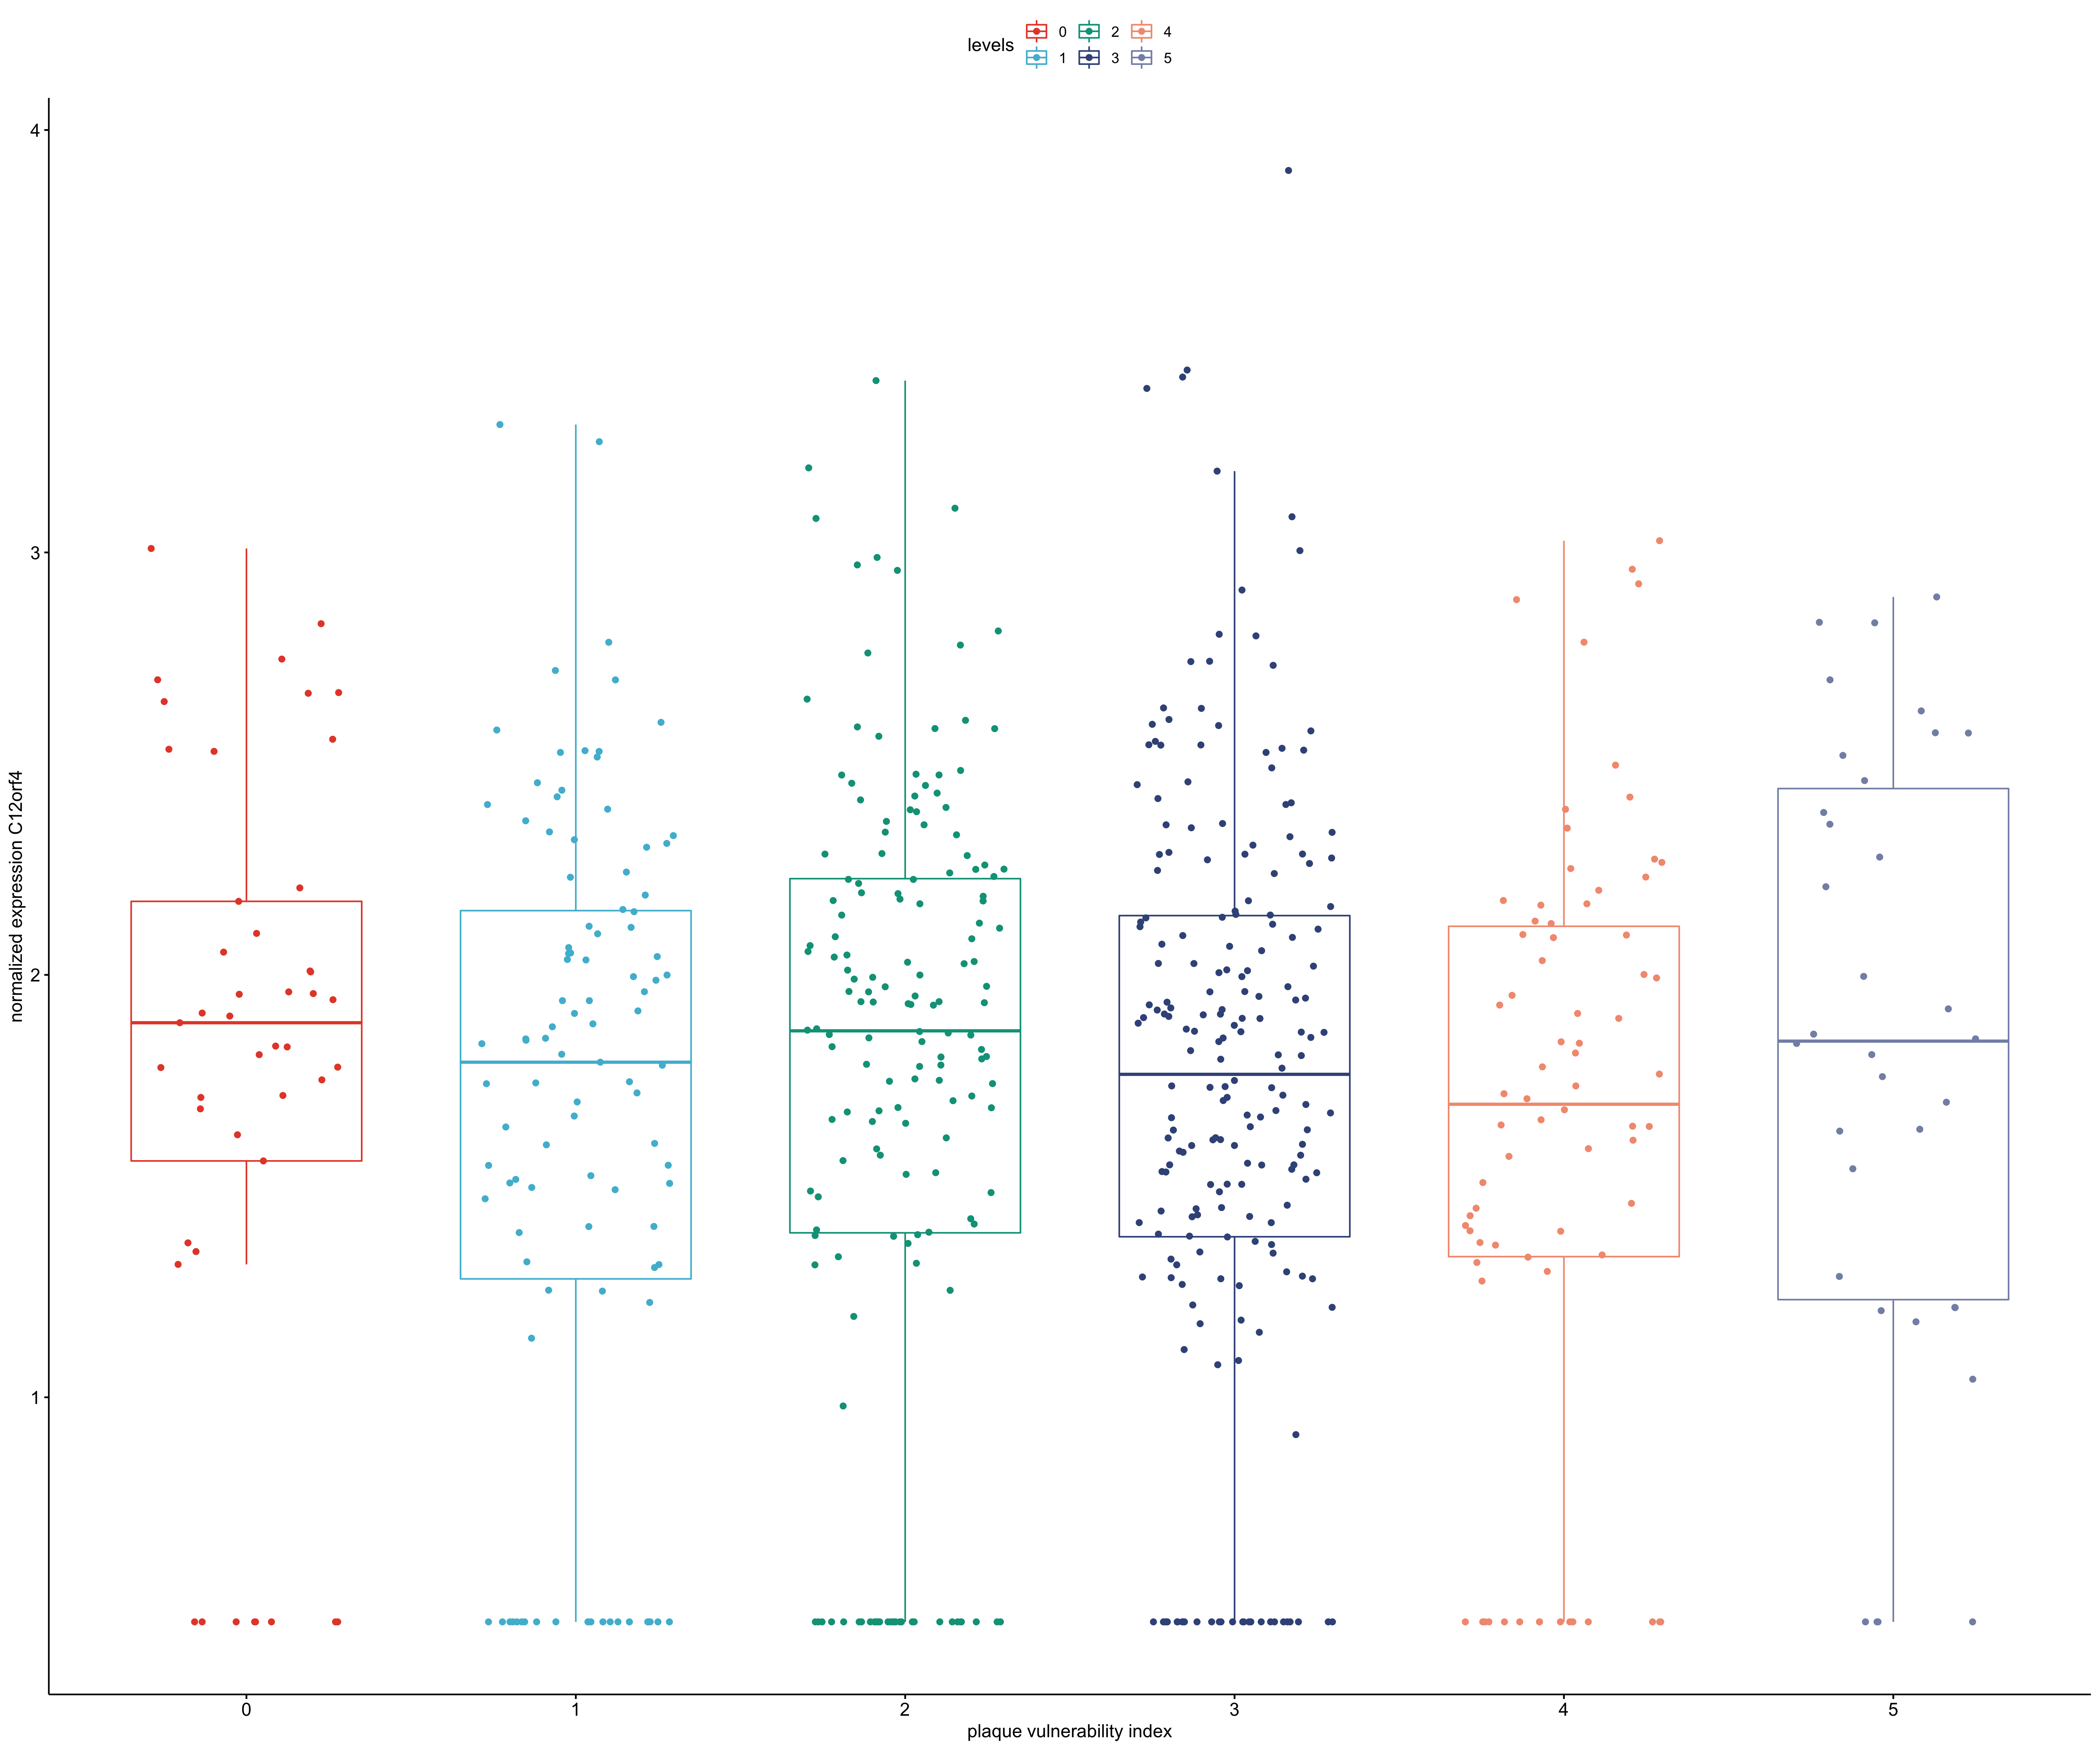 levels
0 2 4
1 3 5
normalized expression C12orf4
4
3
2
1
0 1 2 3 4 5
plaque vulnerability index